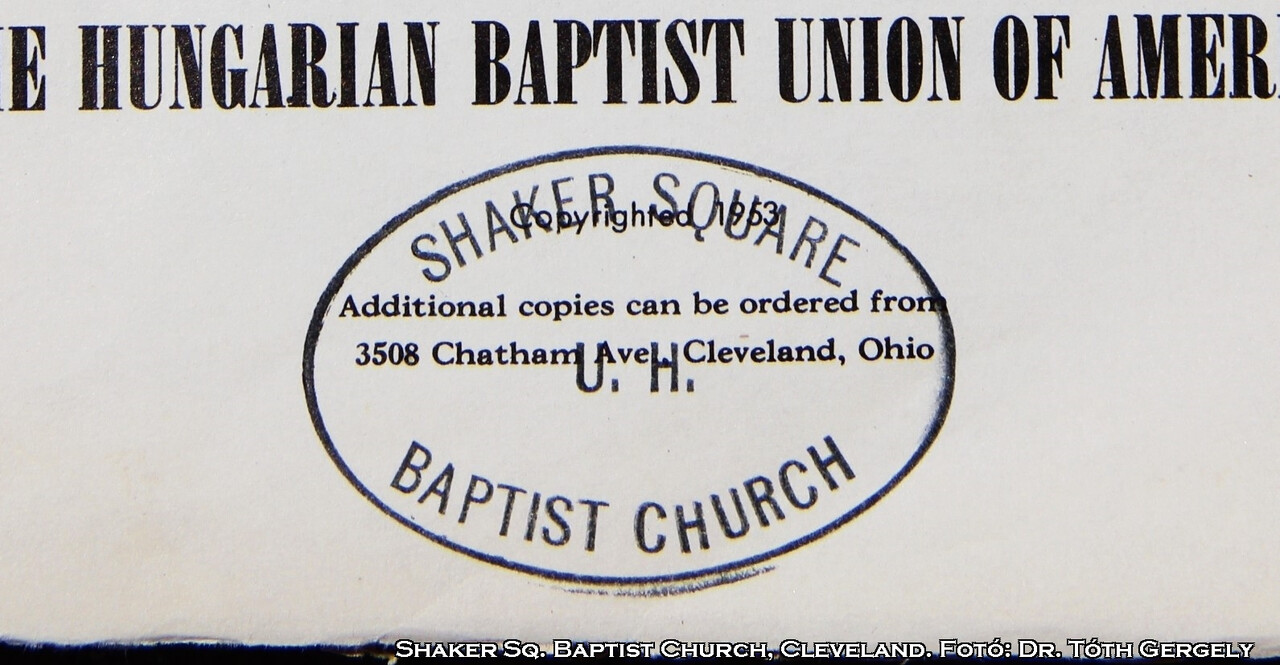 HE HUNGARIAN BAPTIST UNION OF AMER
SHAKER SQUARE
Copyrighted, 1953
Additional copies can be ordered from
3508 Chatham Ave., Cleveland, Ohio
U. H.
BAPTIST CHURCH
Shaker Sq. Baptist Church, Cleveland. Fotó: Dr. Tóth Gergely